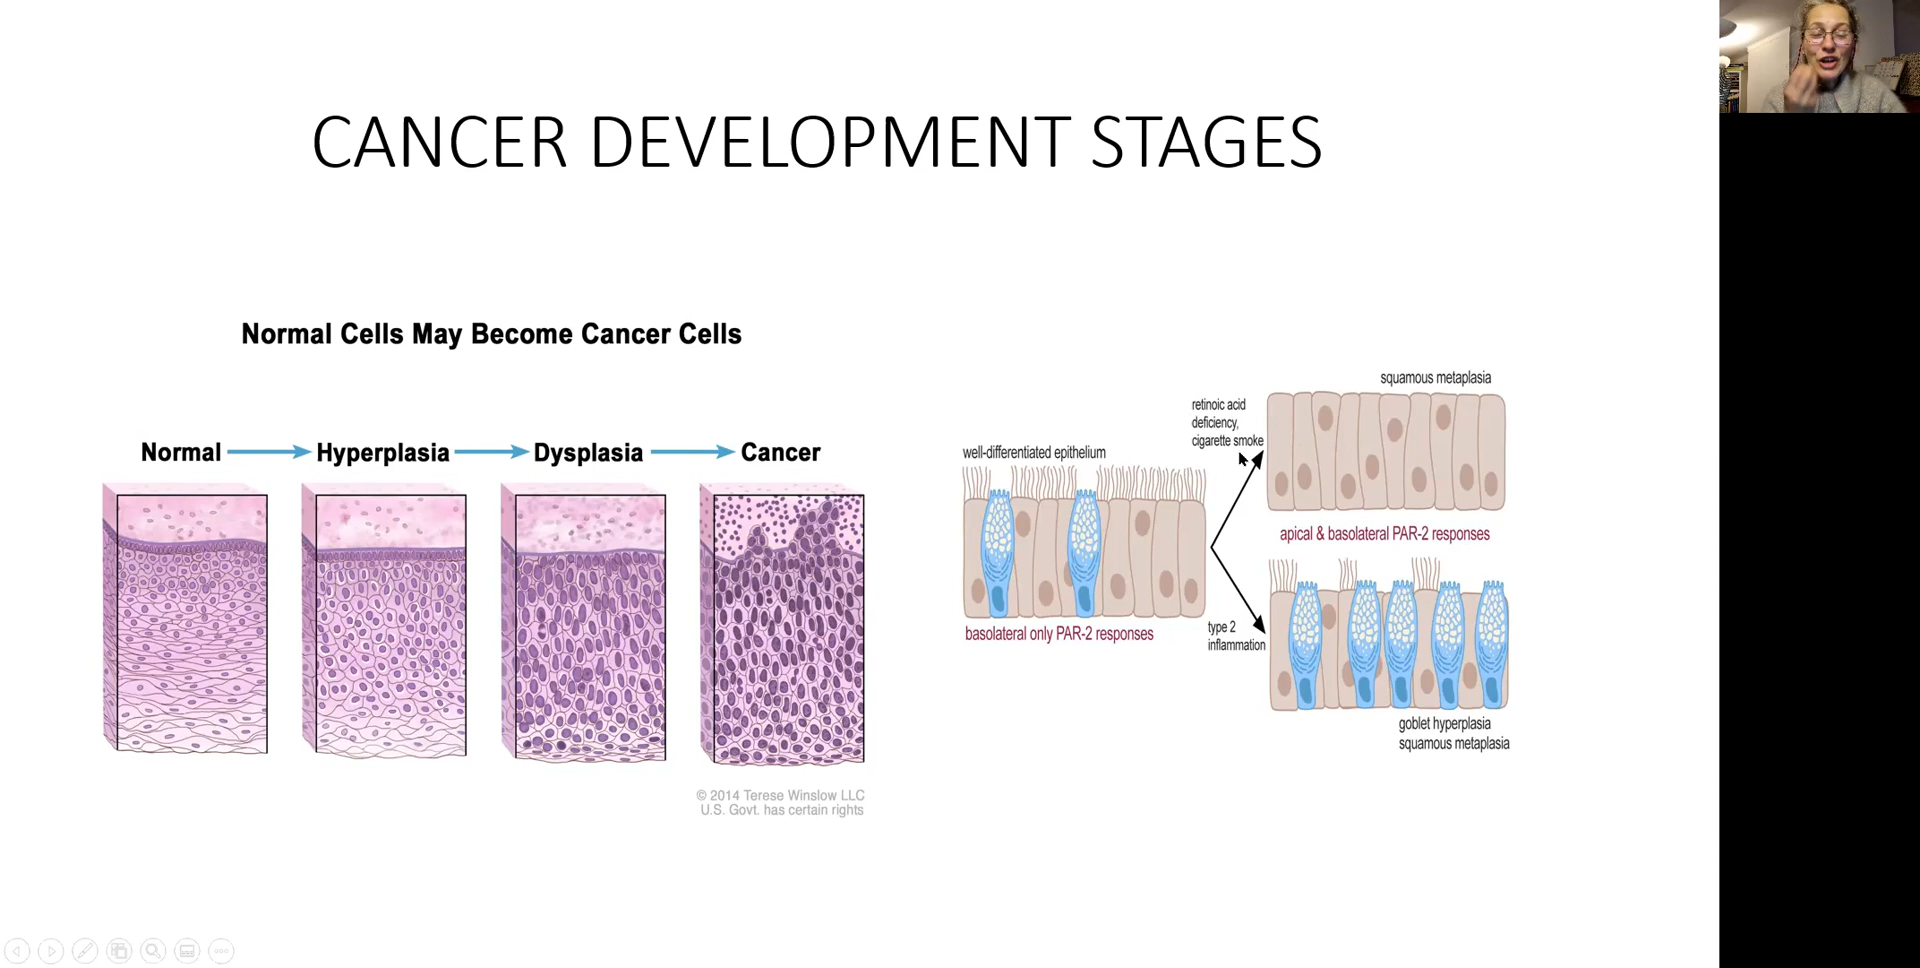 CANCER DEVELOPMENT STAGES
Normal Cells May Become Cancer Cells
Normal
Hyperplasia
Dysplasia
Cancer
© 2014 Terese Winslow LLC
U.S. Govt. has certain rights
well-differentiated epithelium
basolateral only PAR-2 responses
retinoic acid
deficiency,
cigarette smoke
squamous metaplasia
apical & basolateral PAR-2 responses
type 2
inflammation
goblet hyperplasia
squamous metaplasia